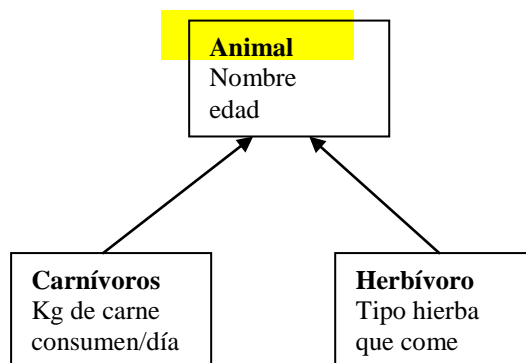 Animal
Nombre
edad
Carnívoros
Kg de carne
consumen/día
Herbívoro
Tipo hierba
que come